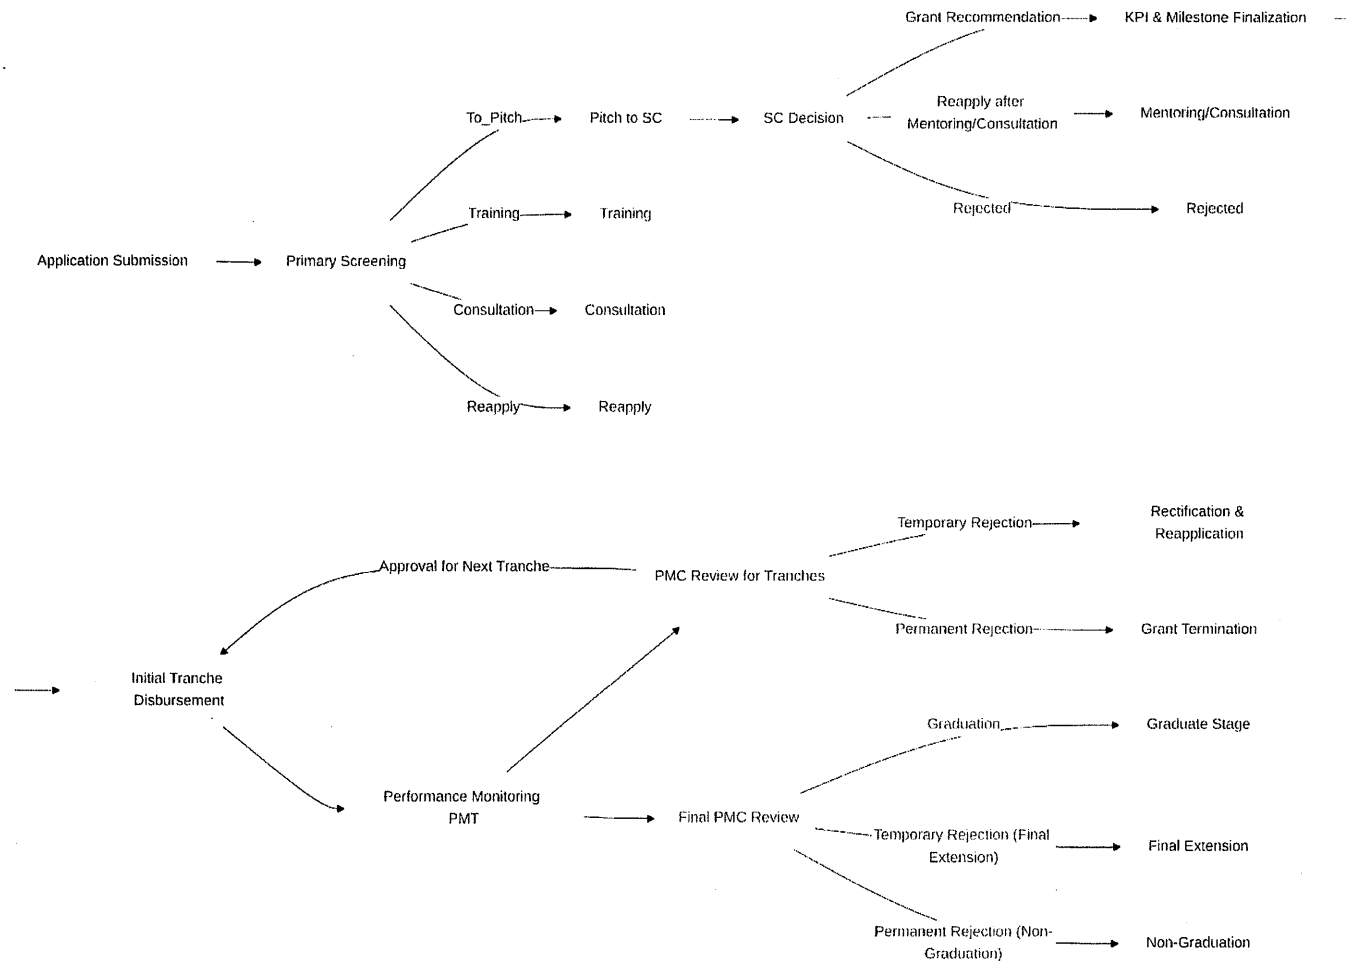 Grant Recommendation
KPI & Milestone Finalization
Reapply after
Mentoring/Consultation
Mentoring/Consultation
To_Pitch
Pitch to SC
SC Decision
Rejected
Rejected
Training
Training
Application Submission
Primary Screening
Consultation
Consultation
Reapply
Reapply
Temporary Rejection
Rectification &
Reapplication
Approval for Next Tranche
PMC Review for Tranches
Permanent Rejection
Grant Termination
Initial Tranche
Disbursement
Graduation
Graduate Stage
Performance Monitoring
PMT
Final PMC Review
Temporary Rejection (Final
Extension)
Final Extension
Permanent Rejection (Non-
Graduation)
Non-Graduation